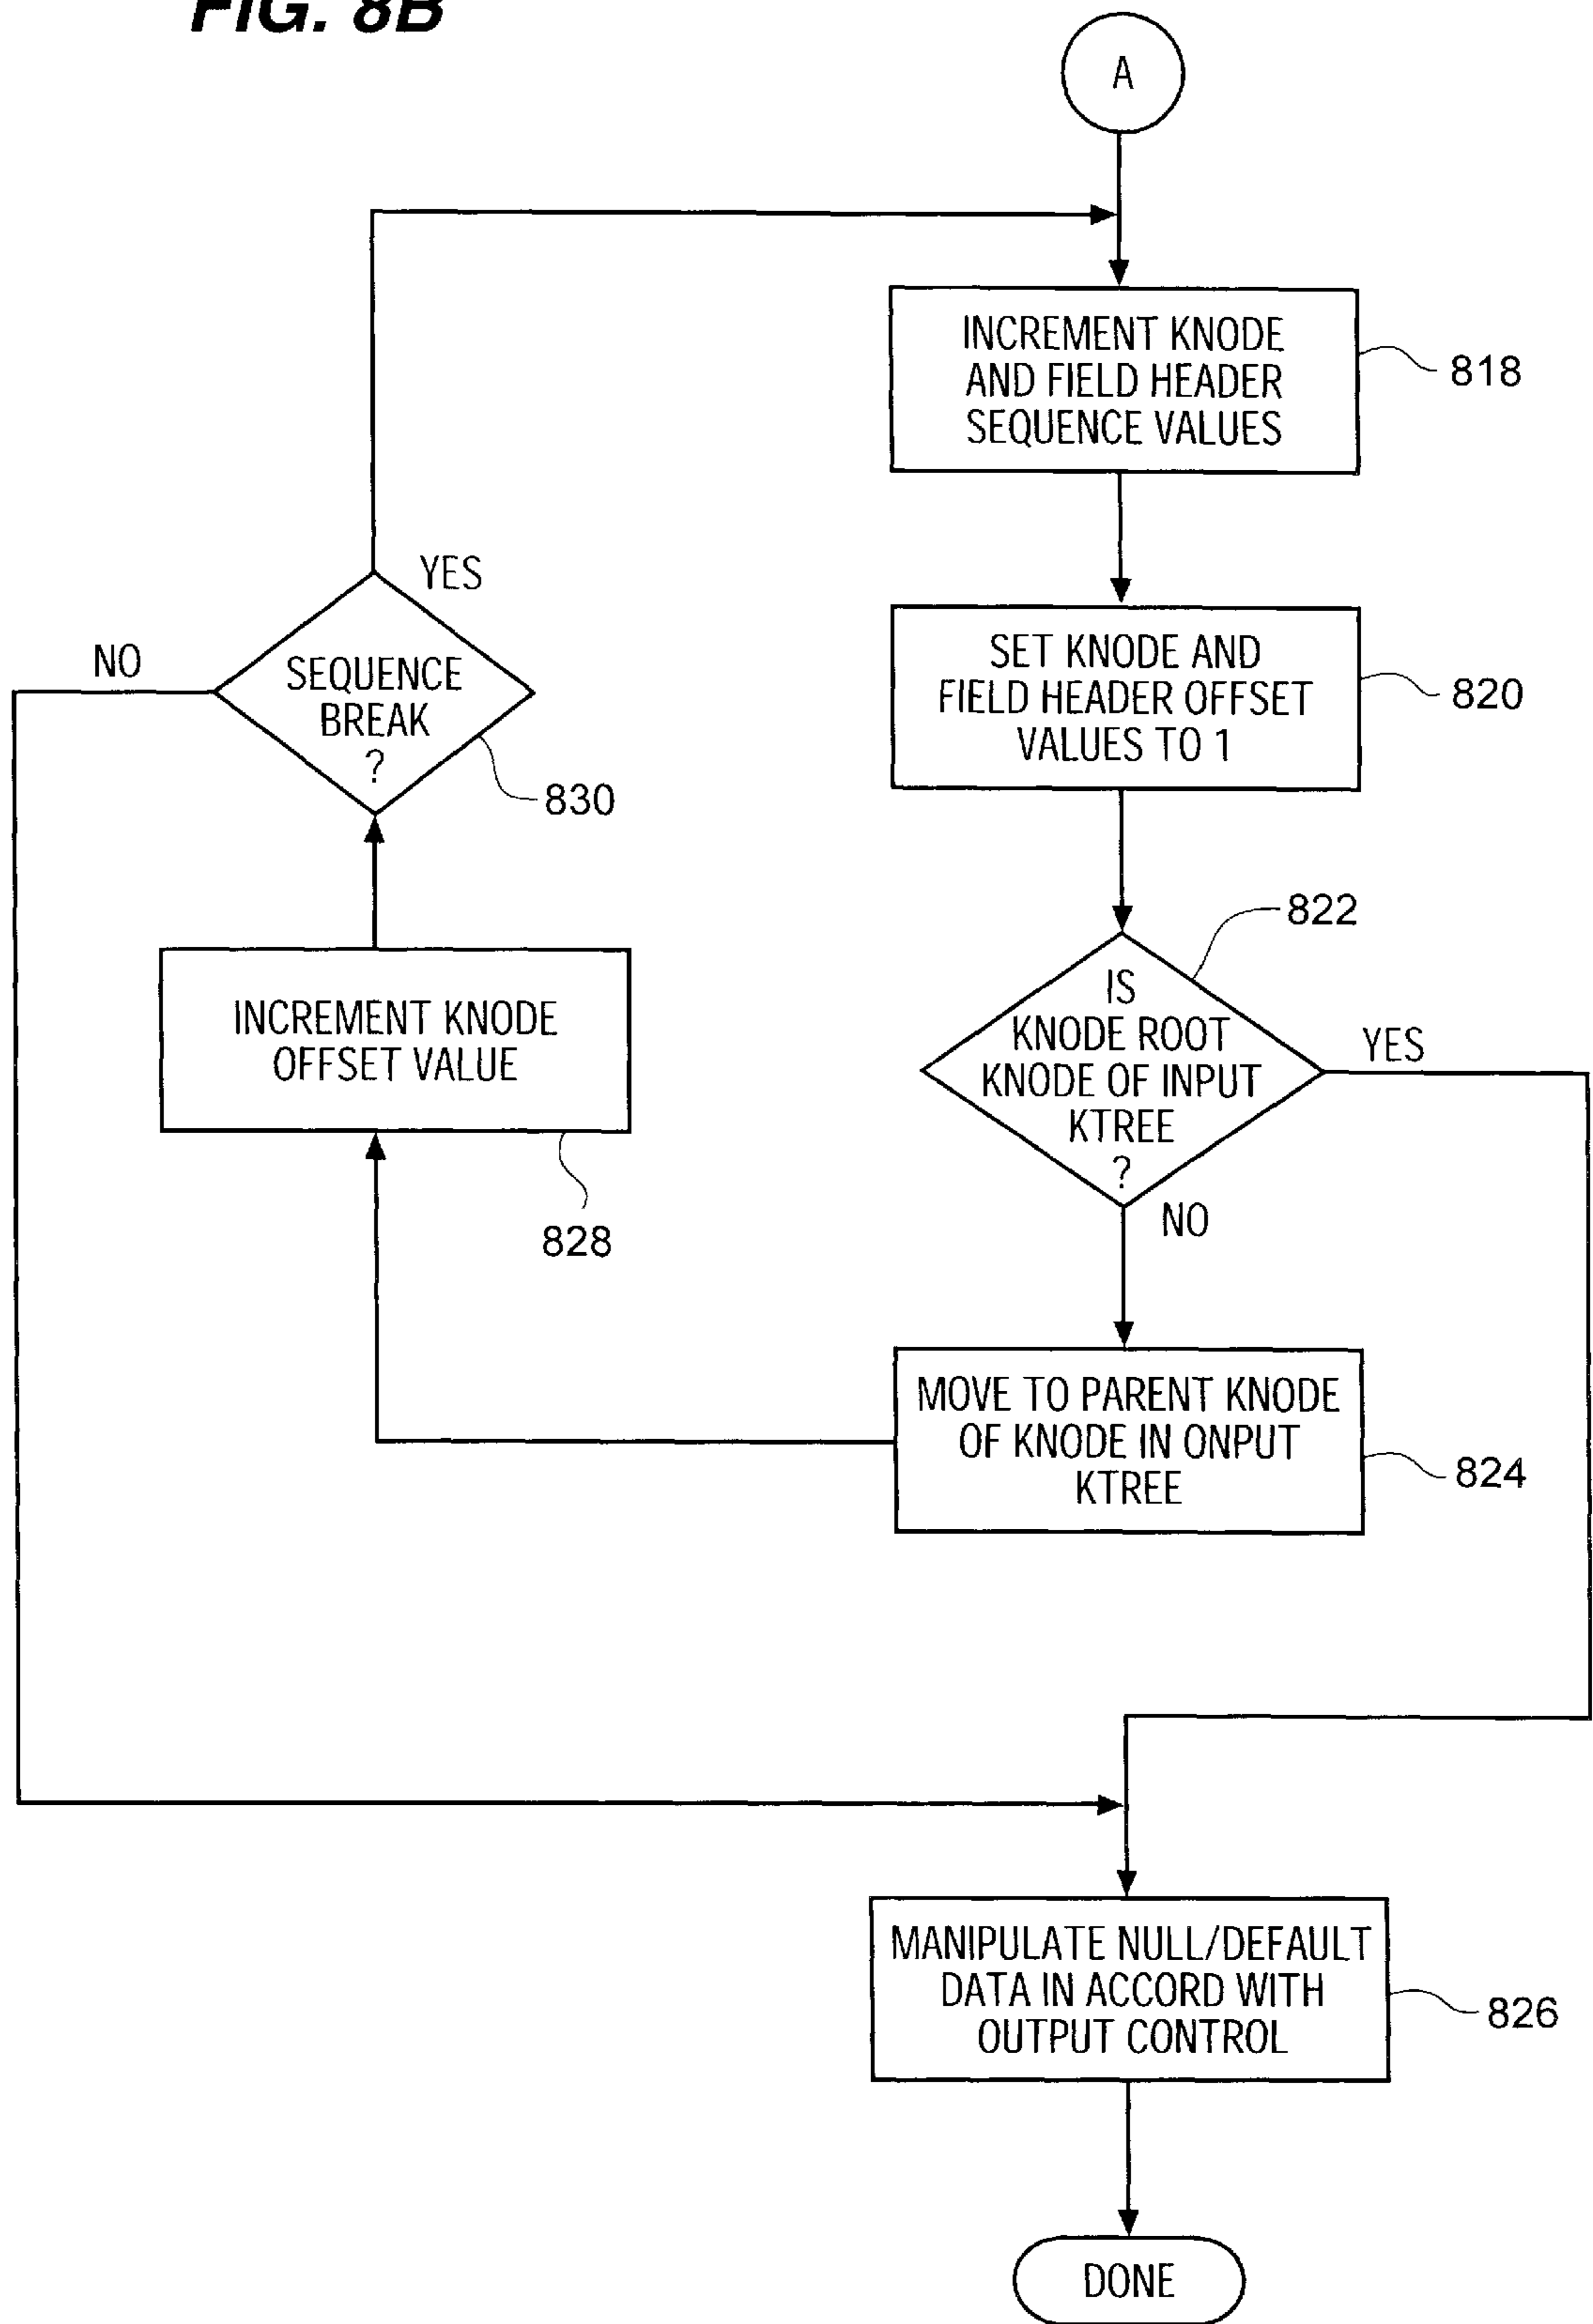 FIG. 8B
A
INCREMENT KNODE
AND FIELD HEADER
SEQUENCE VALUES
818
SET KNODE AND
FIELD HEADER OFFSET
VALUES TO 1
820
YES
NO
SEQUENCE
BREAK
?
830
822
IS
KNODE ROOT
KNODE OF INPUT
KTREE
?
YES
NO
INCREMENT KNODE
OFFSET VALUE
828
MOVE TO PARENT KNODE
OF KNODE IN ONPUT
KTREE
824
MANIPULATE NULL/DEFAULT
DATA IN ACCORD WITH
OUTPUT CONTROL
826
DONE